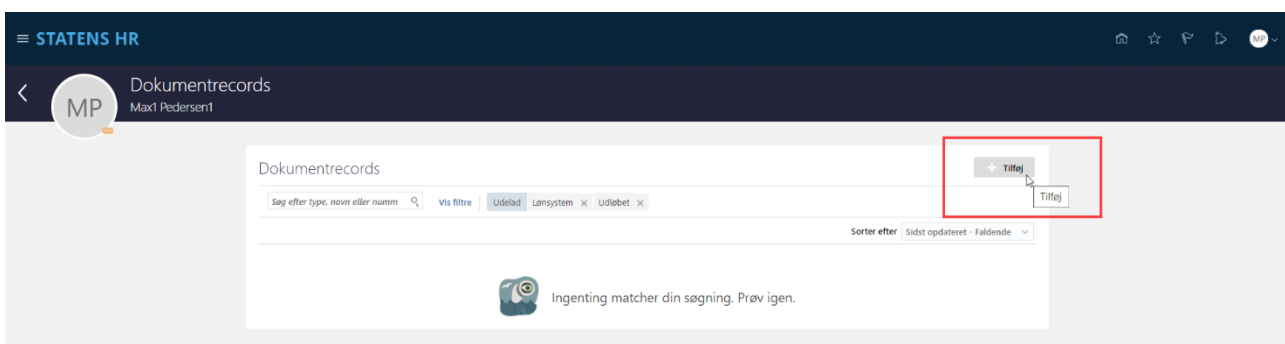 STATENS HR
MP
Dokumentrecords
Max1 Pedersen1
MP
Dokumentrecords
Tilføj
Tilføj
Søg efter type, navn eller numm
Vis filtre
Udelad Lønsystem Udløbet
Sorter efter Sidst opdateret - Faldende
Ingenting matcher din søgning. Prøv igen.